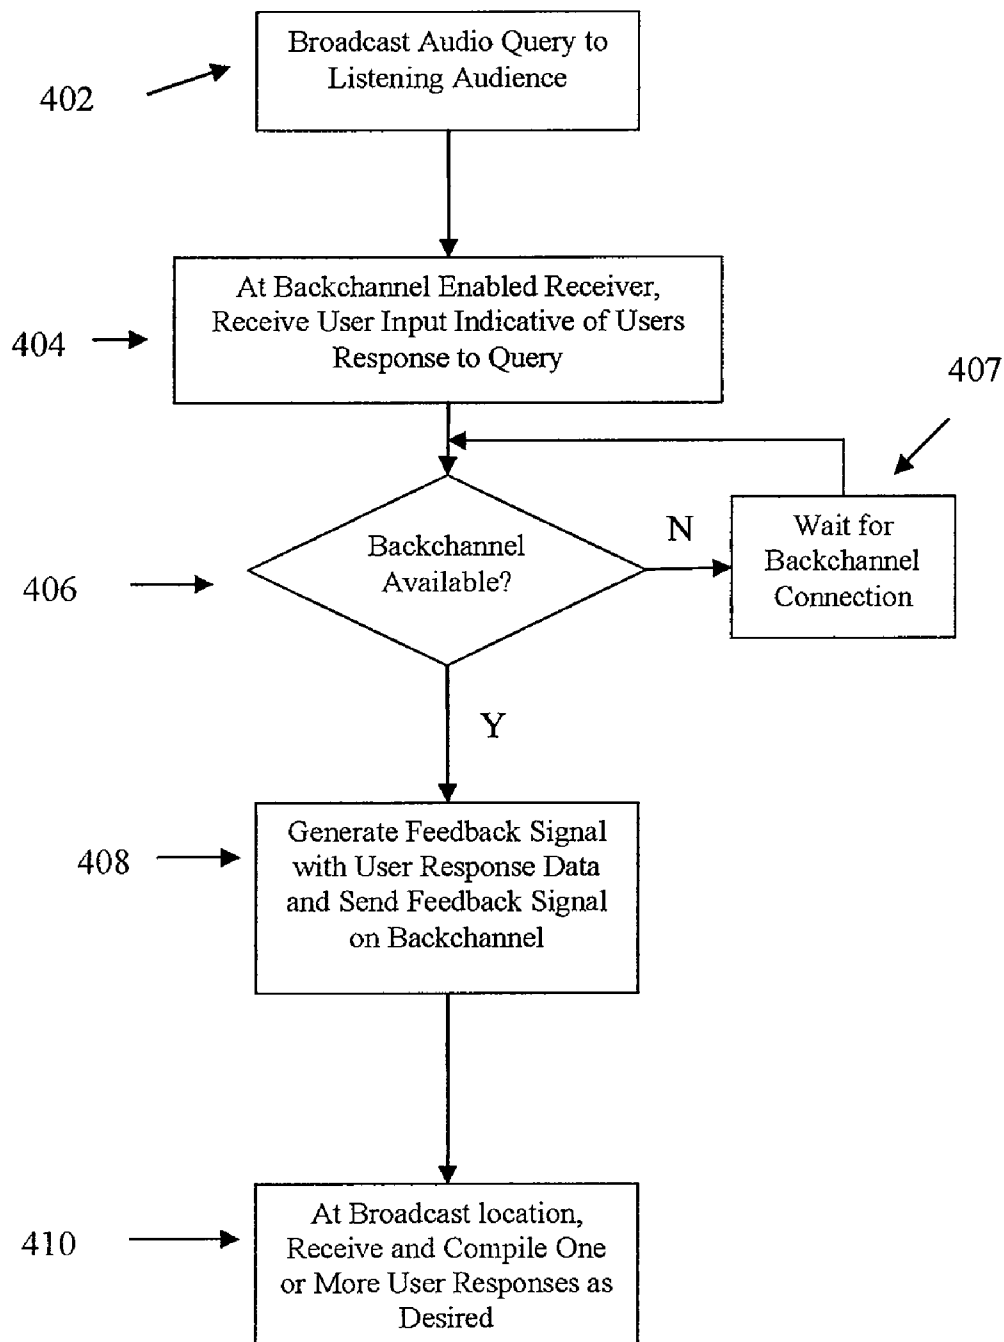 Broadcast Audio Query to
Listening Audience
402
At Backchannel Enabled Receiver,
Receive User Input Indicative of Users
Response to Query
404
407
Backchannel
Available?
N
Wait for
Backchannel
Connection
406
Y
Generate Feedback Signal
with User Response Data
and Send Feedback Signal
on Backchannel
408
At Broadcast location,
Receive and Compile One
or More User Responses as
Desired
410